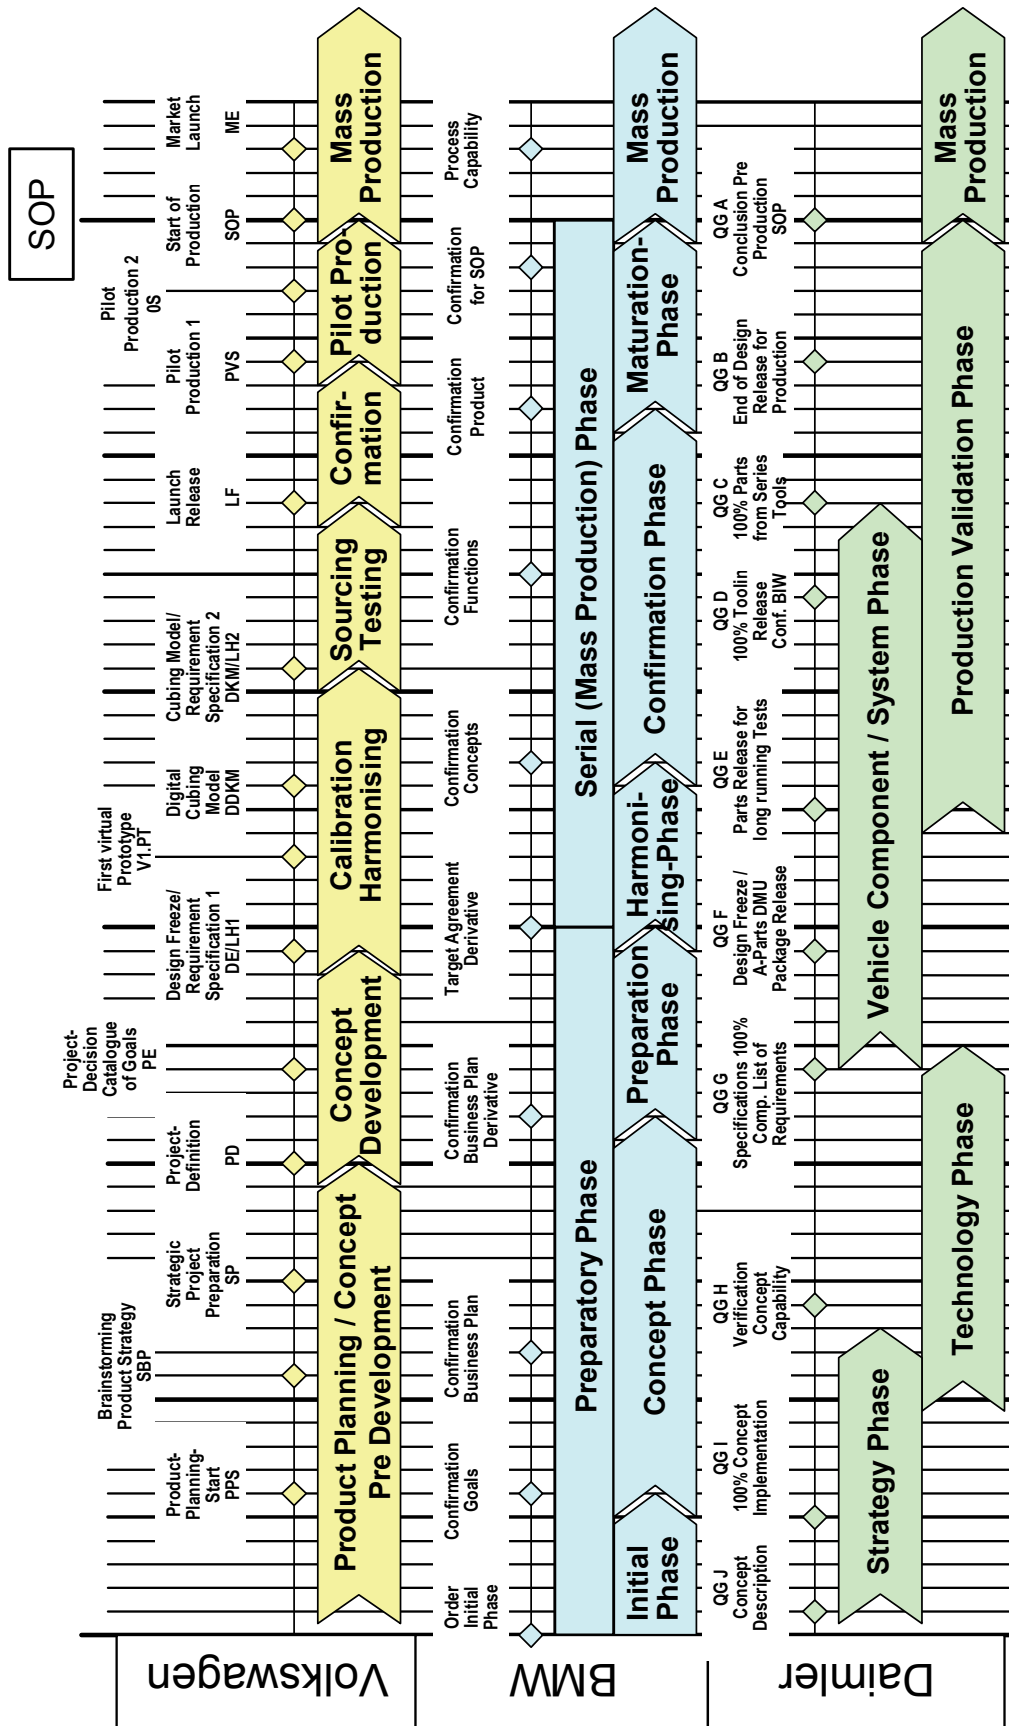 SOP
Volkswagen
Product-
Planning-
Start
PPS
Brainstorming
Product Strategy
SBP
Strategic
Project
Preparation
SP
Project-
Definition
PD
Project-
Decision
Catalogue
of Goals
PE
Design Freeze/
Requirement
Specification 1
DE/LH1
First virtual
Prototype
V1.PT
Digital
Cubing
Model
DDKM
Cubing Model/
Requirement
Specification 2
DKM/LH2
Launch
Release
LF
Pilot
Production 1
PVS
Pilot
Production 2
0S
Start of
Production
SOP
Market
Launch
ME
Product Planning / Concept
Pre Development
Concept
Development
Calibration
Harmonising
Sourcing
Testing
Confir-
mation
Pilot Pro-
duction
Mass
Production
BMW
Order
Initial
Phase
Confirmation
Goals
Confirmation
Business Plan
Confirmation
Business Plan
Derivative
Target Agreement
Derivative
Confirmation
Concepts
Confirmation
Functions
Confirmation
Product
Confirmation
for SOP
Process
Capability
Preparatory Phase
Serial (Mass Production) Phase
Initial
Phase
Concept Phase
Preparation
Phase
Harmoni-
sing-Phase
Confirmation Phase
Maturation-
Phase
Mass
Production
Daimler
QG J
Concept
Description
QG I
100% Concept
Implementation
QG H
Verification
Concept
Capability
QG G
Specifications 100%
Comp. List of
Requirements
QG F
Design Freeze /
A-Parts DMU
Package Release
QG E
Parts Release for
long running Tests
QG D
100% Toolin
Release
Conf. BIW
QG C
100% Parts
from Series
Tools
QG B
End of Design
Release for
Production
QG A
Conclusion Pre
Production
SOP
Strategy Phase
Technology Phase
Vehicle Component / System Phase
Production Validation Phase
Mass
Production